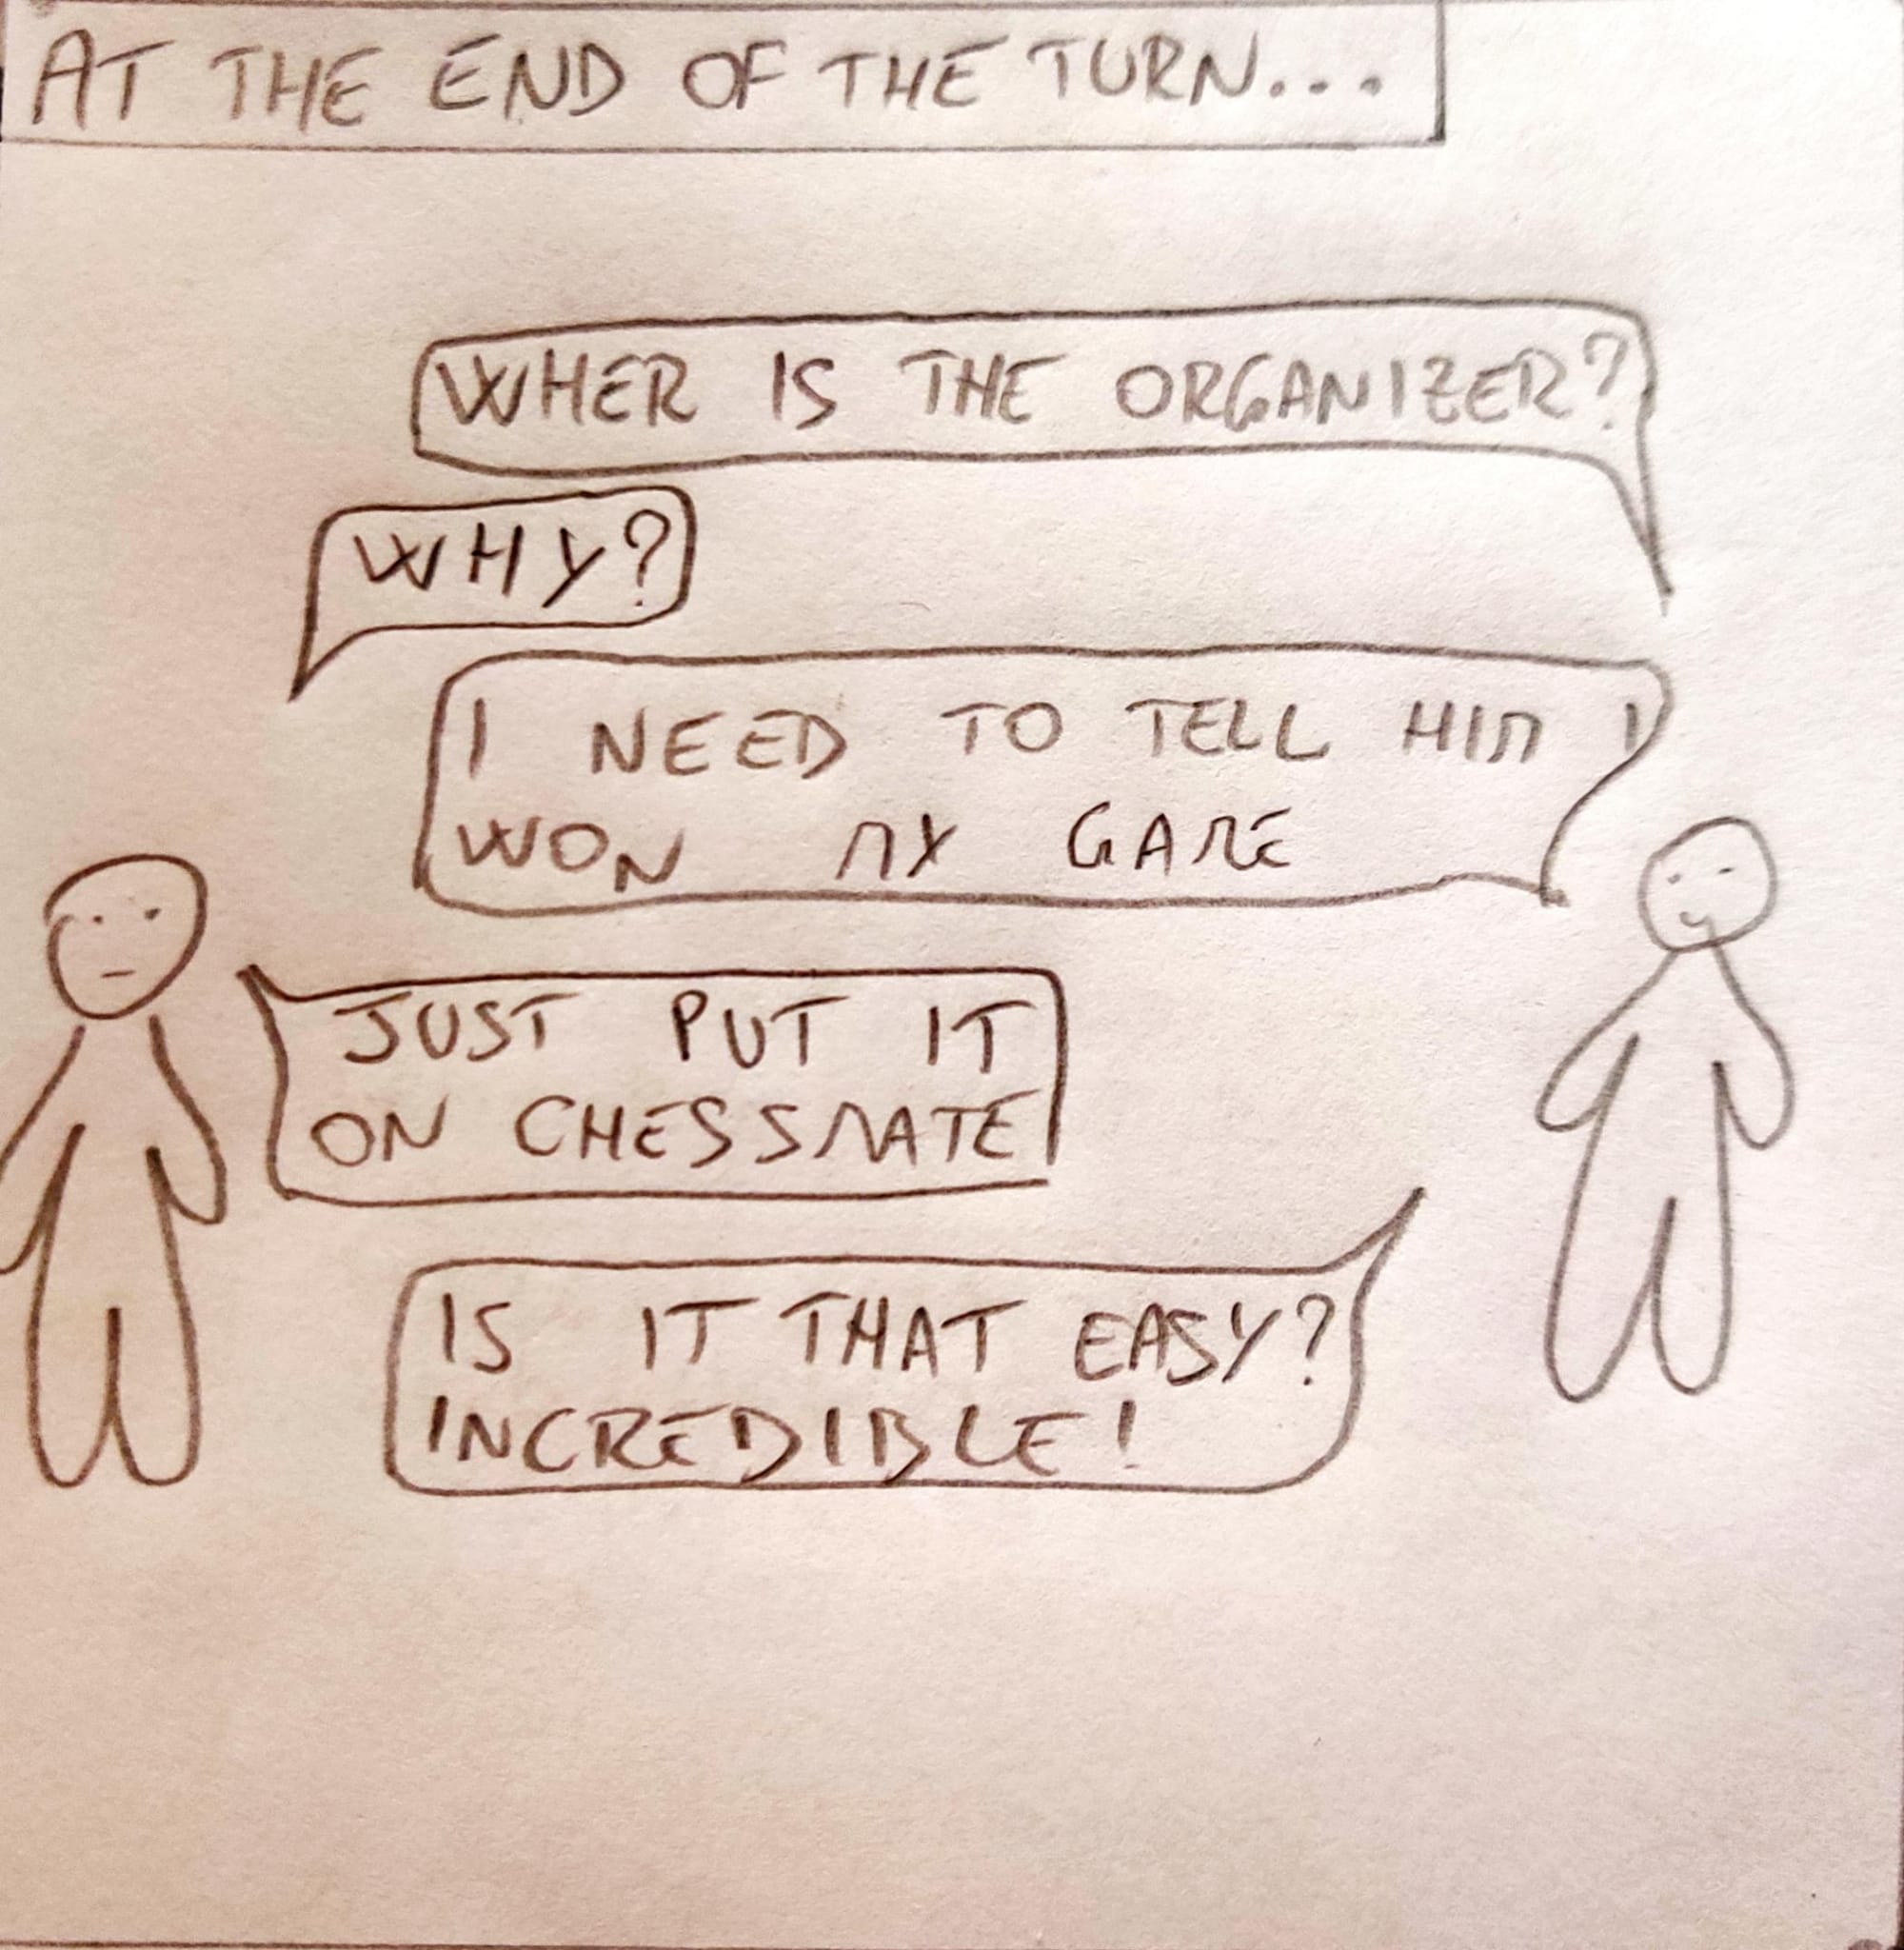 AT THE END OF THE TURN...
WHER IS THE ORGANIZER?
WHY?
I NEED TO TELL HIM I
WON MY GAME
JUST PUT IT
ON CHESSMATE
IS IT THAT EASY?
INCREDIBLE!